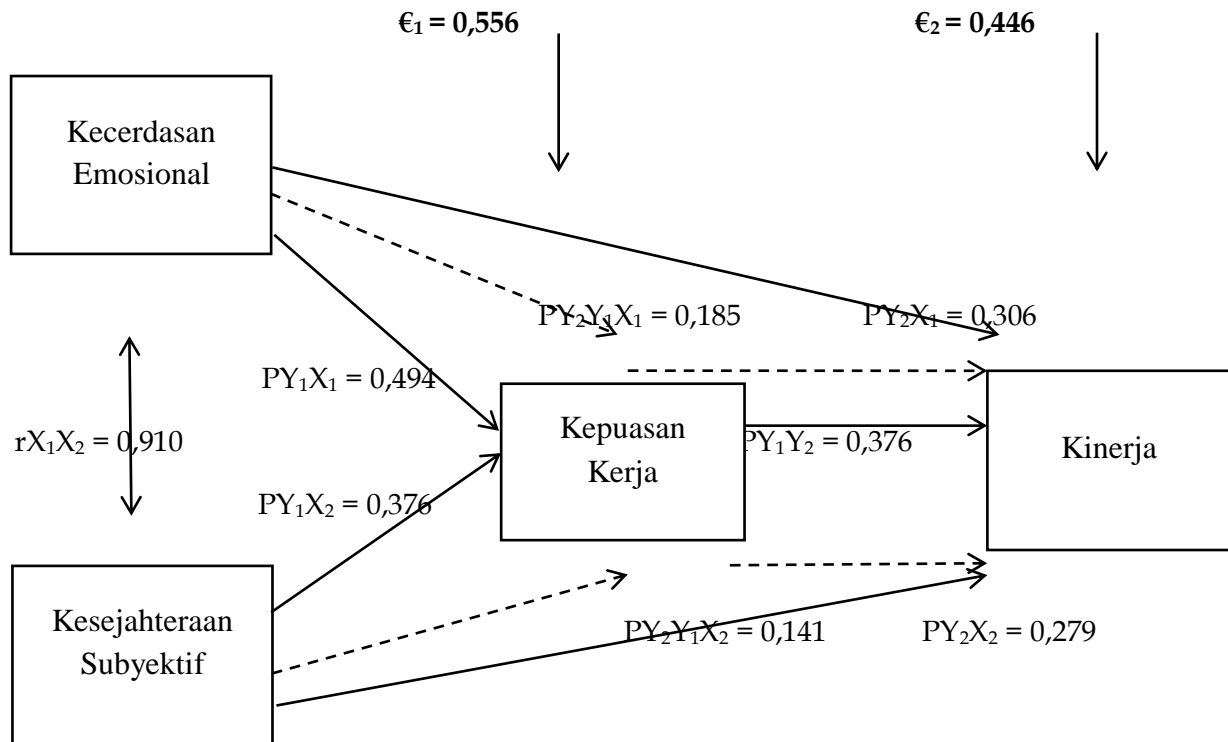 €₁ = 0,556
€₂ = 0,446
Kecerdasan
Emosional
PY₂Y₁X₁ = 0,185
PY₂X₁ = 0,306
PY₁X₁ = 0,494
rX₁X₂ = 0,910
Kepuasan
Kerja
PY₁Y₂ = 0,376
Kinerja
PY₁X₂ = 0,376
Kesejahteraan
Subyektif
PY₂Y₁X₂ = 0,141
PY₂X₂ = 0,279